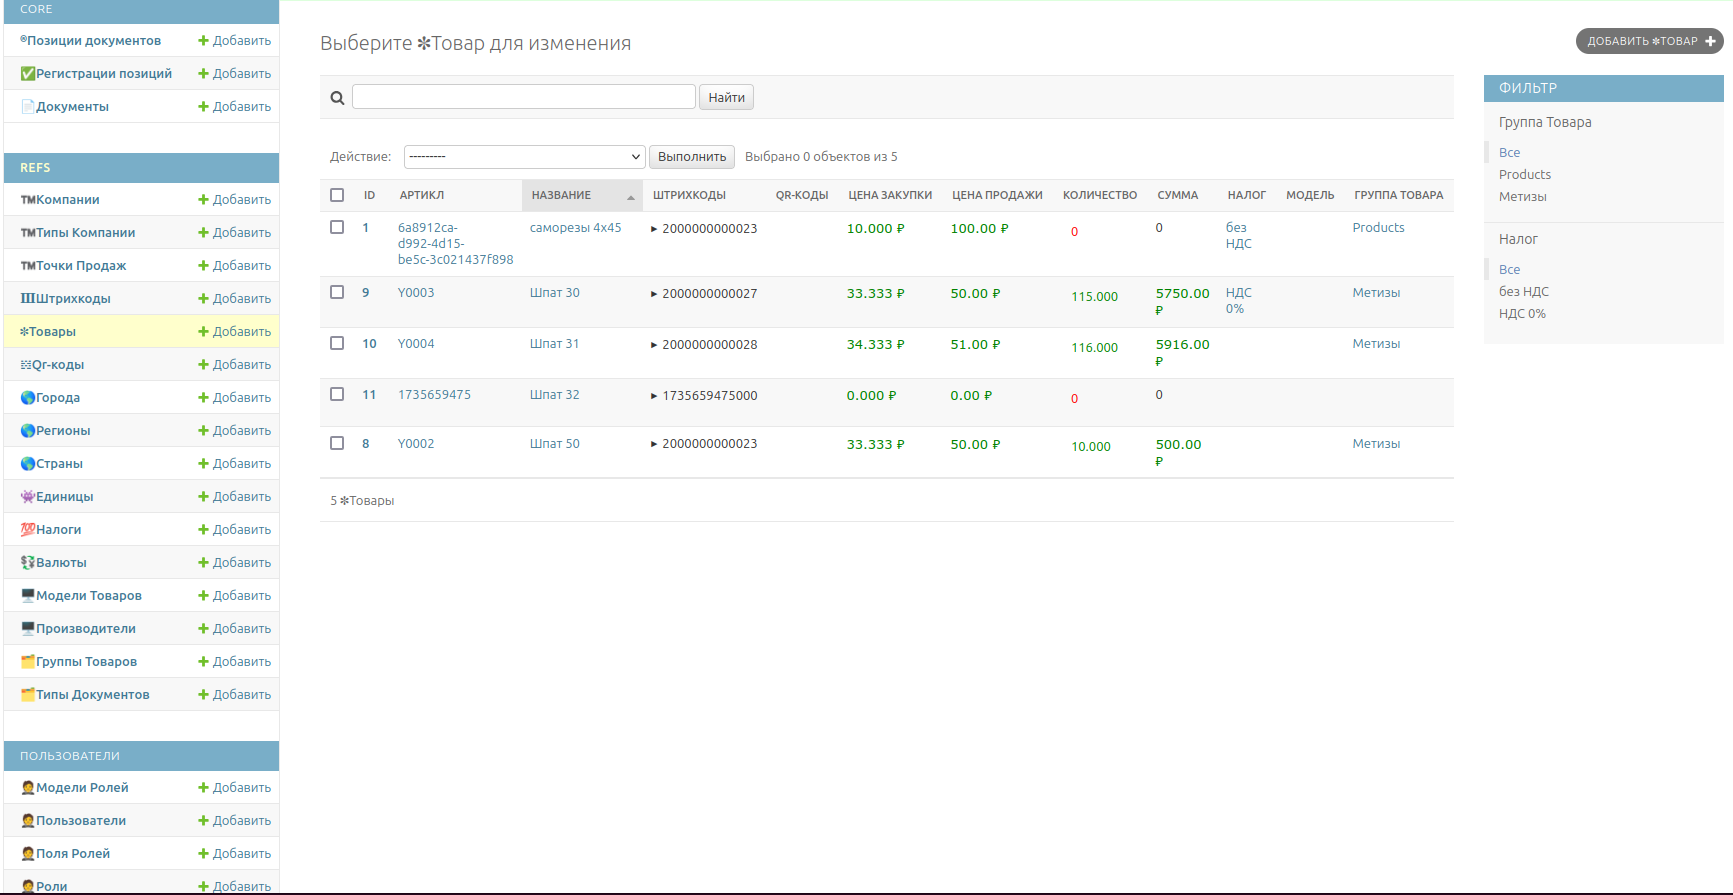 CORE
®Позиции документов Добавить
✅Регистрации позиций Добавить
📄Документы Добавить
REFS
™Компании Добавить
™Типы Компании Добавить
™Точки Продаж Добавить
𝐈𝐈𝐈Штрихкоды Добавить
✼Товары Добавить
Qr-коды Добавить
🌎Города Добавить
🌎Регионы Добавить
🌎Страны Добавить
👾Единицы Добавить
💯Налоги Добавить
💱Валюты Добавить
🖥️Модели Товаров Добавить
🖥️Производители Добавить
🗂️Группы Товаров Добавить
🗂️Типы Документов Добавить
ПОЛЬЗОВАТЕЛИ
Модели Ролей Добавить
Пользователи Добавить
Поля Ролей Добавить
Роли Добавить
Выберите ✼Товар для изменения
ДОБАВИТЬ ✼ТОВАР
Найти
Действие: --------- Выполнить Выбрано 0 объектов из 5
ID АРТИКЛ НАЗВАНИЕ ШТРИХКОДЫ QR-КОДЫ ЦЕНА ЗАКУПКИ ЦЕНА ПРОДАЖИ КОЛИЧЕСТВО СУММА НАЛОГ МОДЕЛЬ ГРУППА ТОВАРА
1 6a8912ca- саморезы 4x45 ▸ 2000000000023 10.000 ₽ 100.00 ₽ 0 0 без Products
d992-4d15- НДС
be5c-3c021437f898
9 Y0003 Шпат 30 ▸ 2000000000027 33.333 ₽ 50.00 ₽ 115.000 5750.00 НДС Метизы
₽ 0%
10 Y0004 Шпат 31 ▸ 2000000000028 34.333 ₽ 51.00 ₽ 116.000 5916.00 Метизы
₽
11 1735659475 Шпат 32 ▸ 1735659475000 0.000 ₽ 0.00 ₽ 0 0
8 Y0002 Шпат 50 ▸ 2000000000023 33.333 ₽ 50.00 ₽ 10.000 500.00 Метизы
₽
5 ✼Товары
ФИЛЬТР
Группа Товара
Все
Products
Метизы
Налог
Все
без НДС
НДС 0%